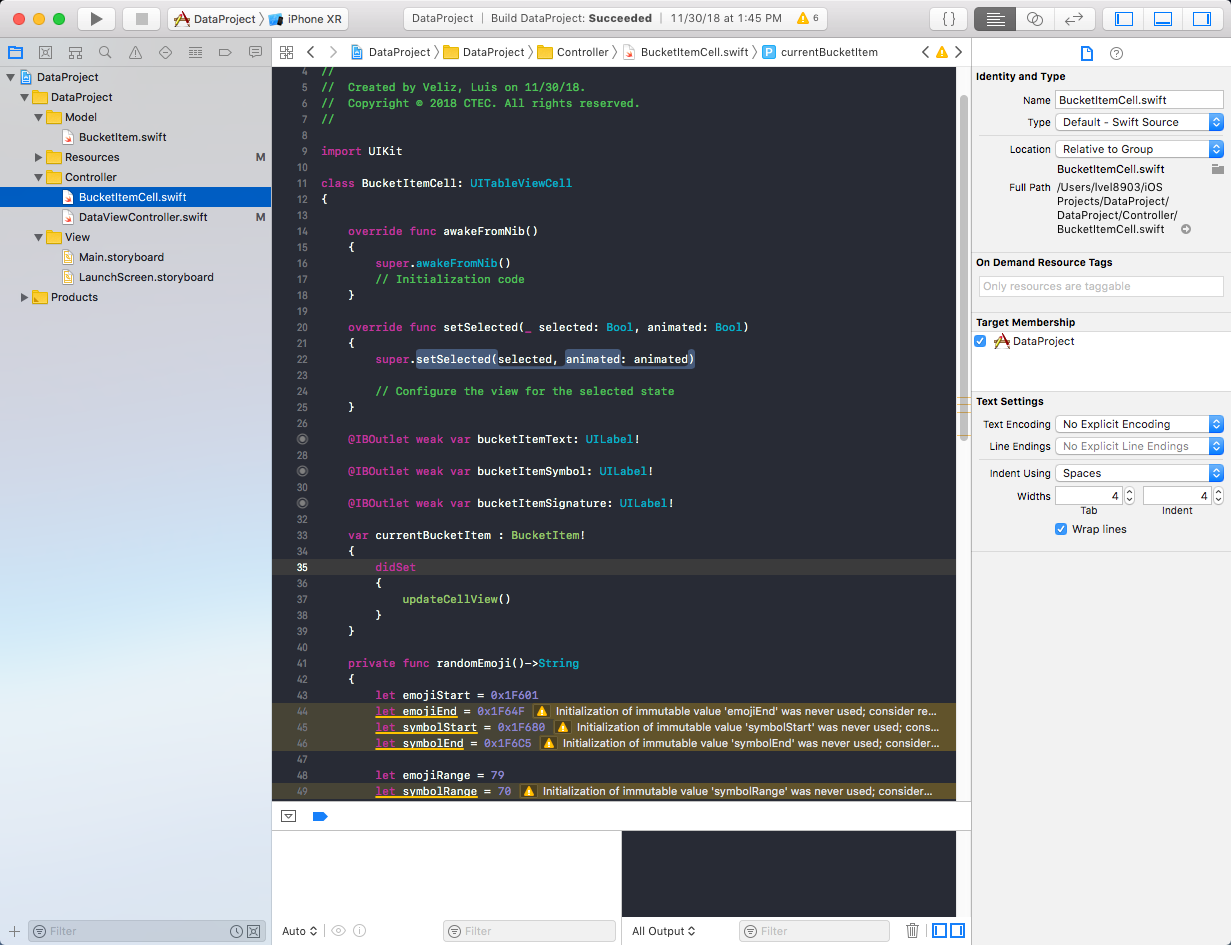 DataProject iPhone XR
DataProject | Build DataProject: Succeeded | 11/30/18 at 1:45 PM 6
{ }
DataProject DataProject Controller BucketItemCell.swift P currentBucketItem
DataProject
DataProject
Model
BucketItem.swift
Resources M
Controller
BucketItemCell.swift
DataViewController.swift M
View
Main.storyboard
LaunchScreen.storyboard
Products
Filter
4 //
5 // Created by Veliz, Luis on 11/30/18.
6 // Copyright © 2018 CTEC. All rights reserved.
7 //
8
9 import UIKit
10
11 class BucketItemCell: UITableViewCell
12 {
13
14 override func awakeFromNib()
15 {
16 super.awakeFromNib()
17 // Initialization code
18 }
19
20 override func setSelected(_ selected: Bool, animated: Bool)
21 {
22 super.setSelected(selected, animated: animated)
23
24 // Configure the view for the selected state
25 }
26
@IBOutlet weak var bucketItemText: UILabel!
28
@IBOutlet weak var bucketItemSymbol: UILabel!
30
@IBOutlet weak var bucketItemSignature: UILabel!
32
33 var currentBucketItem : BucketItem!
34 {
35 didSet
36 {
37 updateCellView()
38 }
39 }
40
41 private func randomEmoji()->String
42 {
43 let emojiStart = 0x1F601
44 let emojiEnd = 0x1F64F Initialization of immutable value 'emojiEnd' was never used; consider re...
45 let symbolStart = 0x1F680 Initialization of immutable value 'symbolStart' was never used; cons...
46 let symbolEnd = 0x1F6C5 Initialization of immutable value 'symbolEnd' was never used; consider...
47
48 let emojiRange = 79
49 let symbolRange = 70 Initialization of immutable value 'symbolRange' was never used; consider...
Auto Filter
All Output Filter
Identity and Type
Name BucketItemCell.swift
Type Default - Swift Source
Location Relative to Group
BucketItemCell.swift
Full Path /Users/lvel8903/iOS
Projects/DataProject/
DataProject/Controller/
BucketItemCell.swift
On Demand Resource Tags
Only resources are taggable
Target Membership
DataProject
Text Settings
Text Encoding No Explicit Encoding
Line Endings No Explicit Line Endings
Indent Using Spaces
Widths 4 4
Tab Indent
Wrap lines